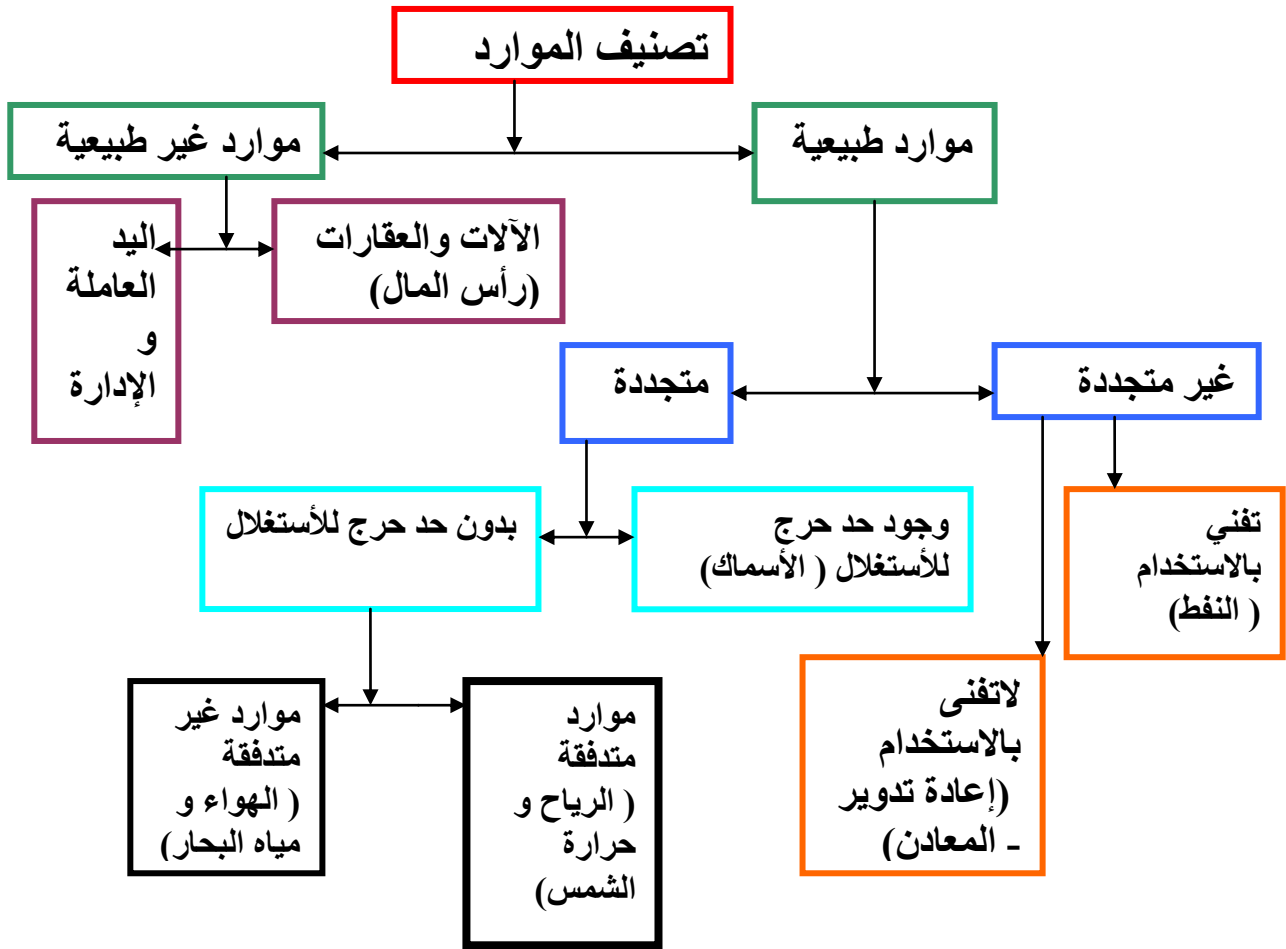 تصنيف الموارد
موارد طبيعية
موارد غير طبيعية
الآلات والعقارات
(رأس المال)
اليد
العاملة
و
الإدارة
غير متجددة
متجددة
تفني
بالاستخدام
( النفط)
لاتفنى
بالاستخدام
(إعادة تدوير
- المعادن)
وجود حد حرج
للأستغلال ( الأسماك)
بدون حد حرج للأستغلال
موارد
متدفقة
( الرياح و
حرارة
الشمس)
موارد غير
متدفقة
( الهواء و
مياه البحار)